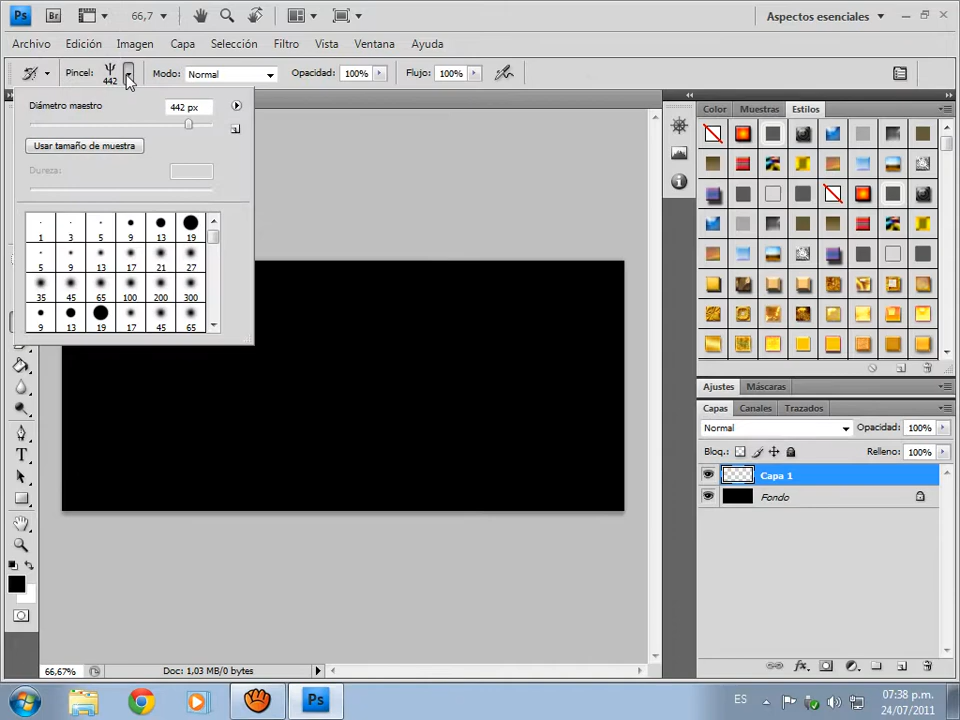 Ps Br 66,7 Aspectos esenciales
Archivo Edición Imagen Capa Selección Filtro Vista Ventana Ayuda
Pincel: 442 Modo: Normal Opacidad: 100% Flujo: 100%
Diámetro maestro 442 px
Usar tamaño de muestra
Dureza:
1 3 5 9 13 19
5 9 13 17 21 27
35 45 65 100 200 300
9 13 19 17 45 65
Color Muestras Estilos
Ajustes Máscaras
Capas Canales Trazados
Normal Opacidad: 100%
Bloq.: Relleno: 100%
Capa 1
Fondo
T
66,67% Doc: 1,03 MB/0 bytes
fx
Ps ES 07:38 p.m.
24/07/2011